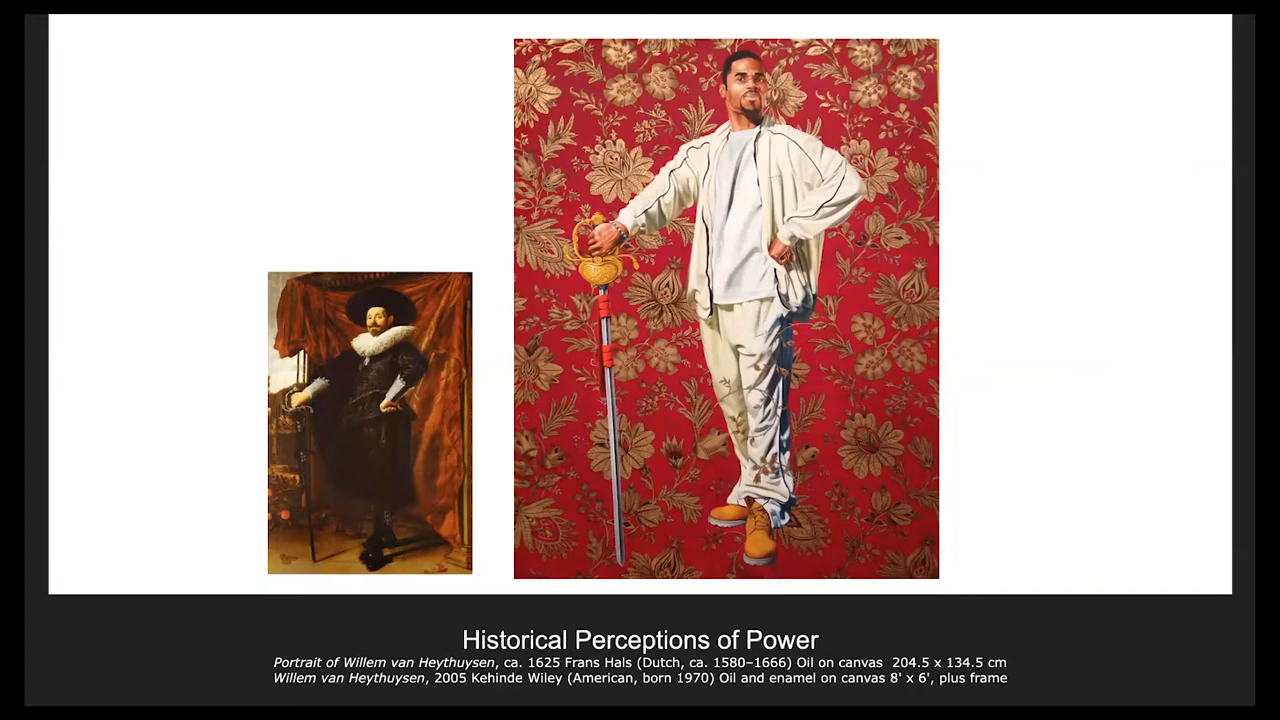 Historical Perceptions of Power
Portrait of Willem van Heythuysen, ca. 1625 Frans Hals (Dutch, ca. 1580–1666) Oil on canvas 204.5 x 134.5 cm
Willem van Heythuysen, 2005 Kehinde Wiley (American, born 1970) Oil and enamel on canvas 8' x 6', plus frame